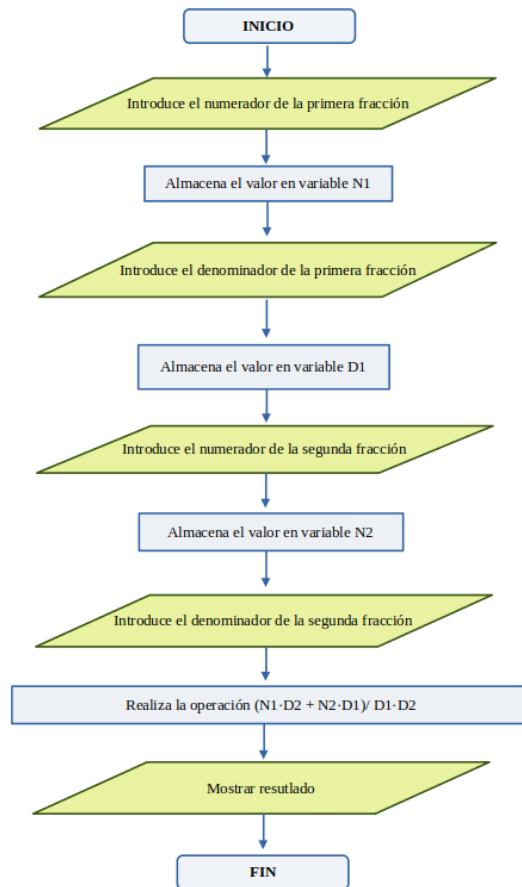 INICIO
Introduce el numerador de la primera fracción
Almacena el valor en variable N1
Introduce el denominador de la primera fracción
Almacena el valor en variable D1
Introduce el numerador de la segunda fracción
Almacena el valor en variable N2
Introduce el denominador de la segunda fracción
Realiza la operación (N1·D2 + N2·D1)/ D1·D2
Mostrar resutlado
FIN